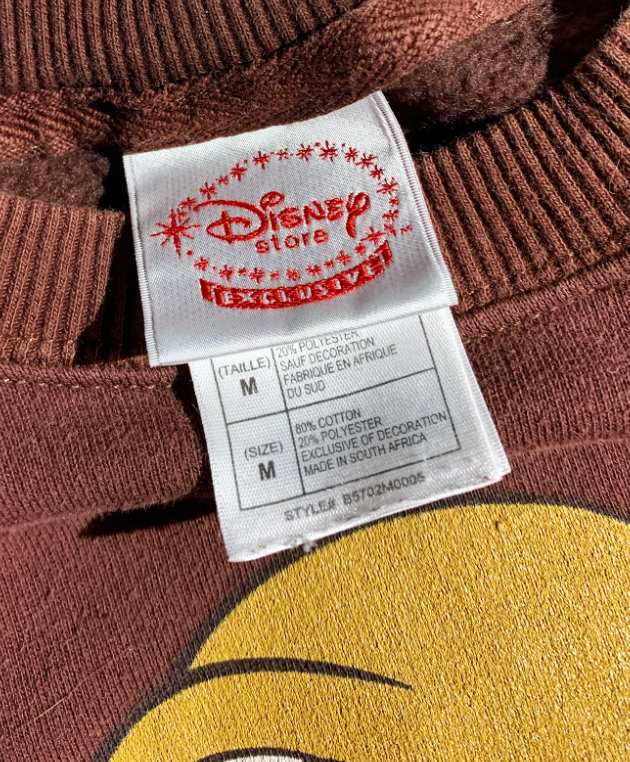 Disney
store
EXCLUSIVE
(TAILLE)
M
20% POLYESTER
SAUF DECORATION
FABRIQUE EN AFRIQUE
DU SUD
(SIZE)
M
80% COTTON
20% POLYESTER
EXCLUSIVE OF DECORATION
MADE IN SOUTH AFRICA
STYLE# B5702M0006